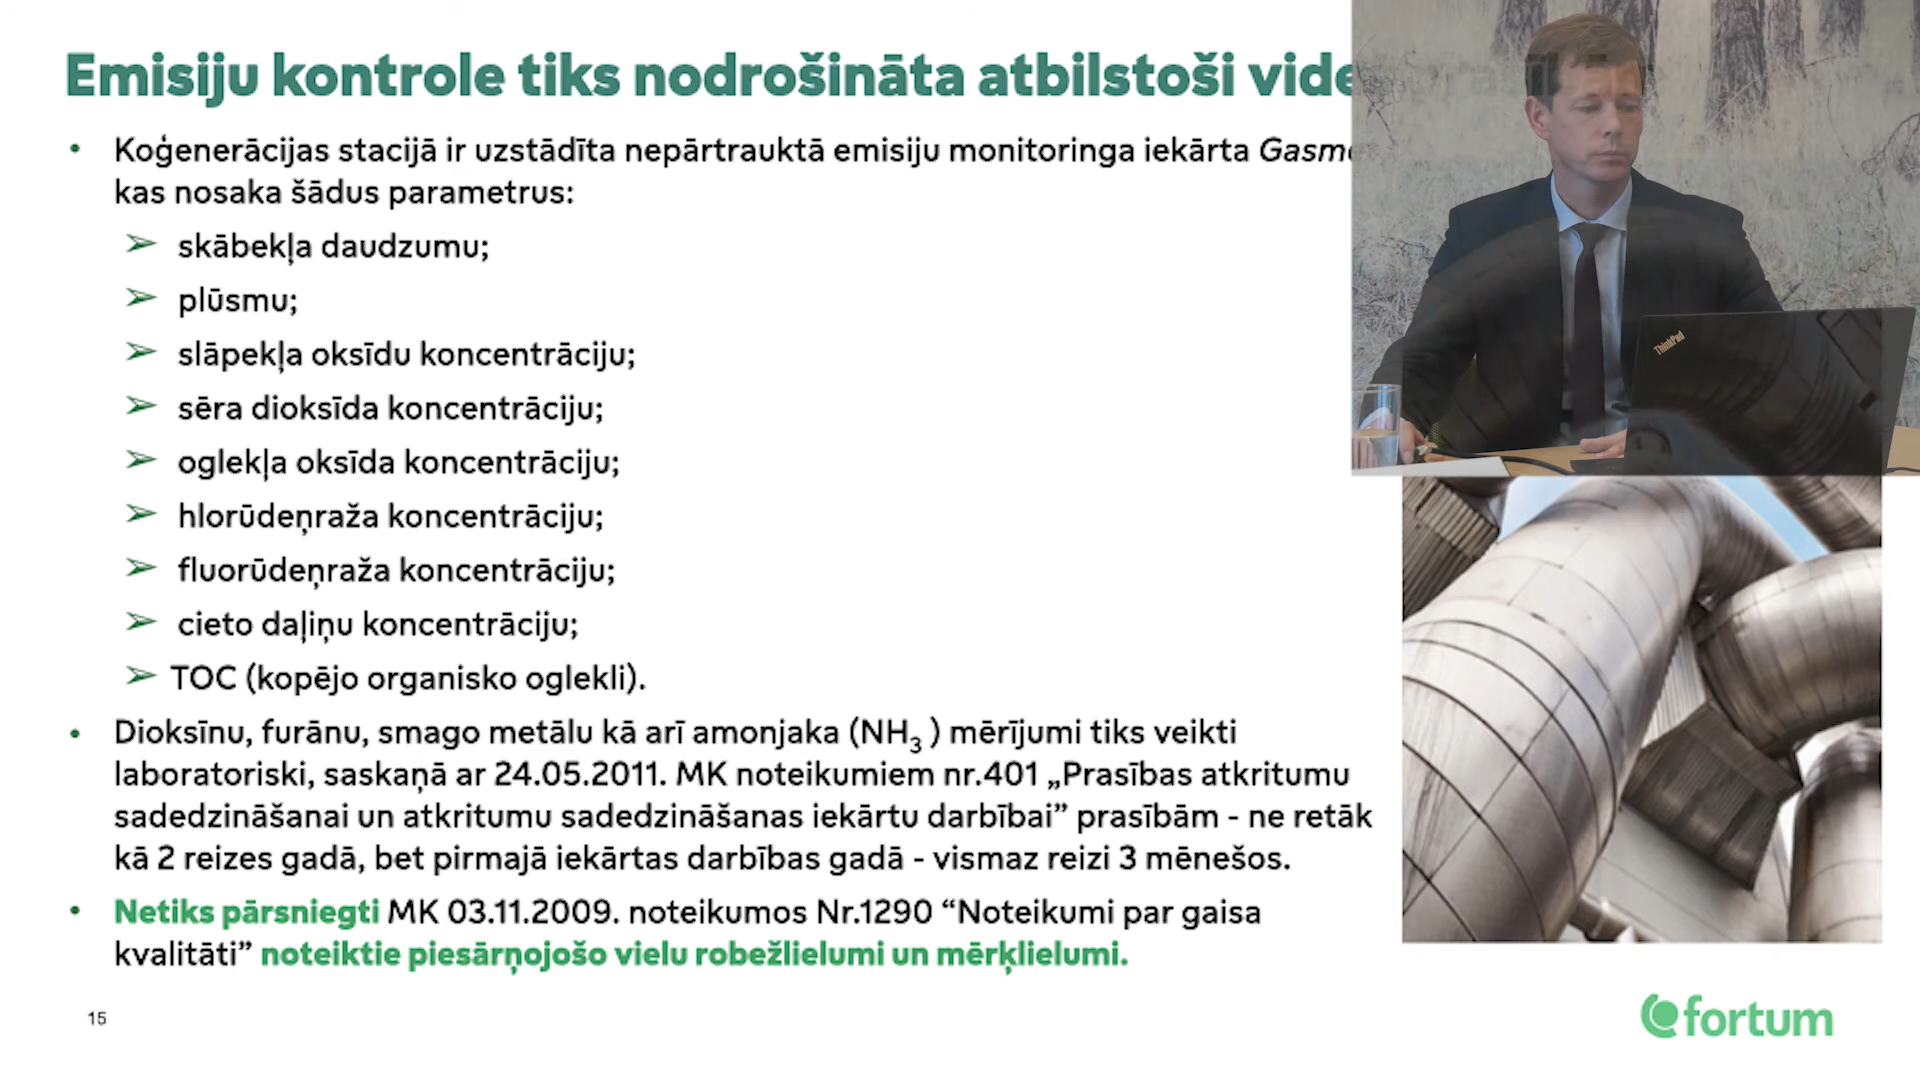 Emisiju kontrole tiks nodrošināta atbilstoši
• Koģenerācijas stacijā ir uzstādīta nepārtrauktā emisiju monitoringa iekārta
kas nosaka šādus parametrus:
➢ skābekļa daudzumu;
➢ plūsmu;
➢ slāpekļa oksīdu koncentrāciju;
➢ sēra dioksīda koncentrāciju;
➢ oglekļa oksīda koncentrāciju;
➢ hlorūdeņraža koncentrāciju;
➢ fluorūdeņraža koncentrāciju;
➢ cieto daļiņu koncentrāciju;
➢ TOC (kopējo organisko oglekli).
• Dioksīnu, furānu, smago metālu kā arī amonjaka (NH₃ ) mērījumi tiks veikti
laboratoriski, saskaņā ar 24.05.2011. MK noteikumiem nr.401 „Prasības atkritumu
sadedzināšanai un atkritumu sadedzināšanas iekārtu darbībai” prasībām - ne retāk
kā 2 reizes gadā, bet pirmajā iekārtas darbības gadā - vismaz reizi 3 mēnešos.
• Netiks pārsniegti MK 03.11.2009. noteikumos Nr.1290 “Noteikumi par gaisa
kvalitāti” noteiktie piesārņojošo vielu robežlielumi un mērķlielumi.
15
fortum
ThinkPad